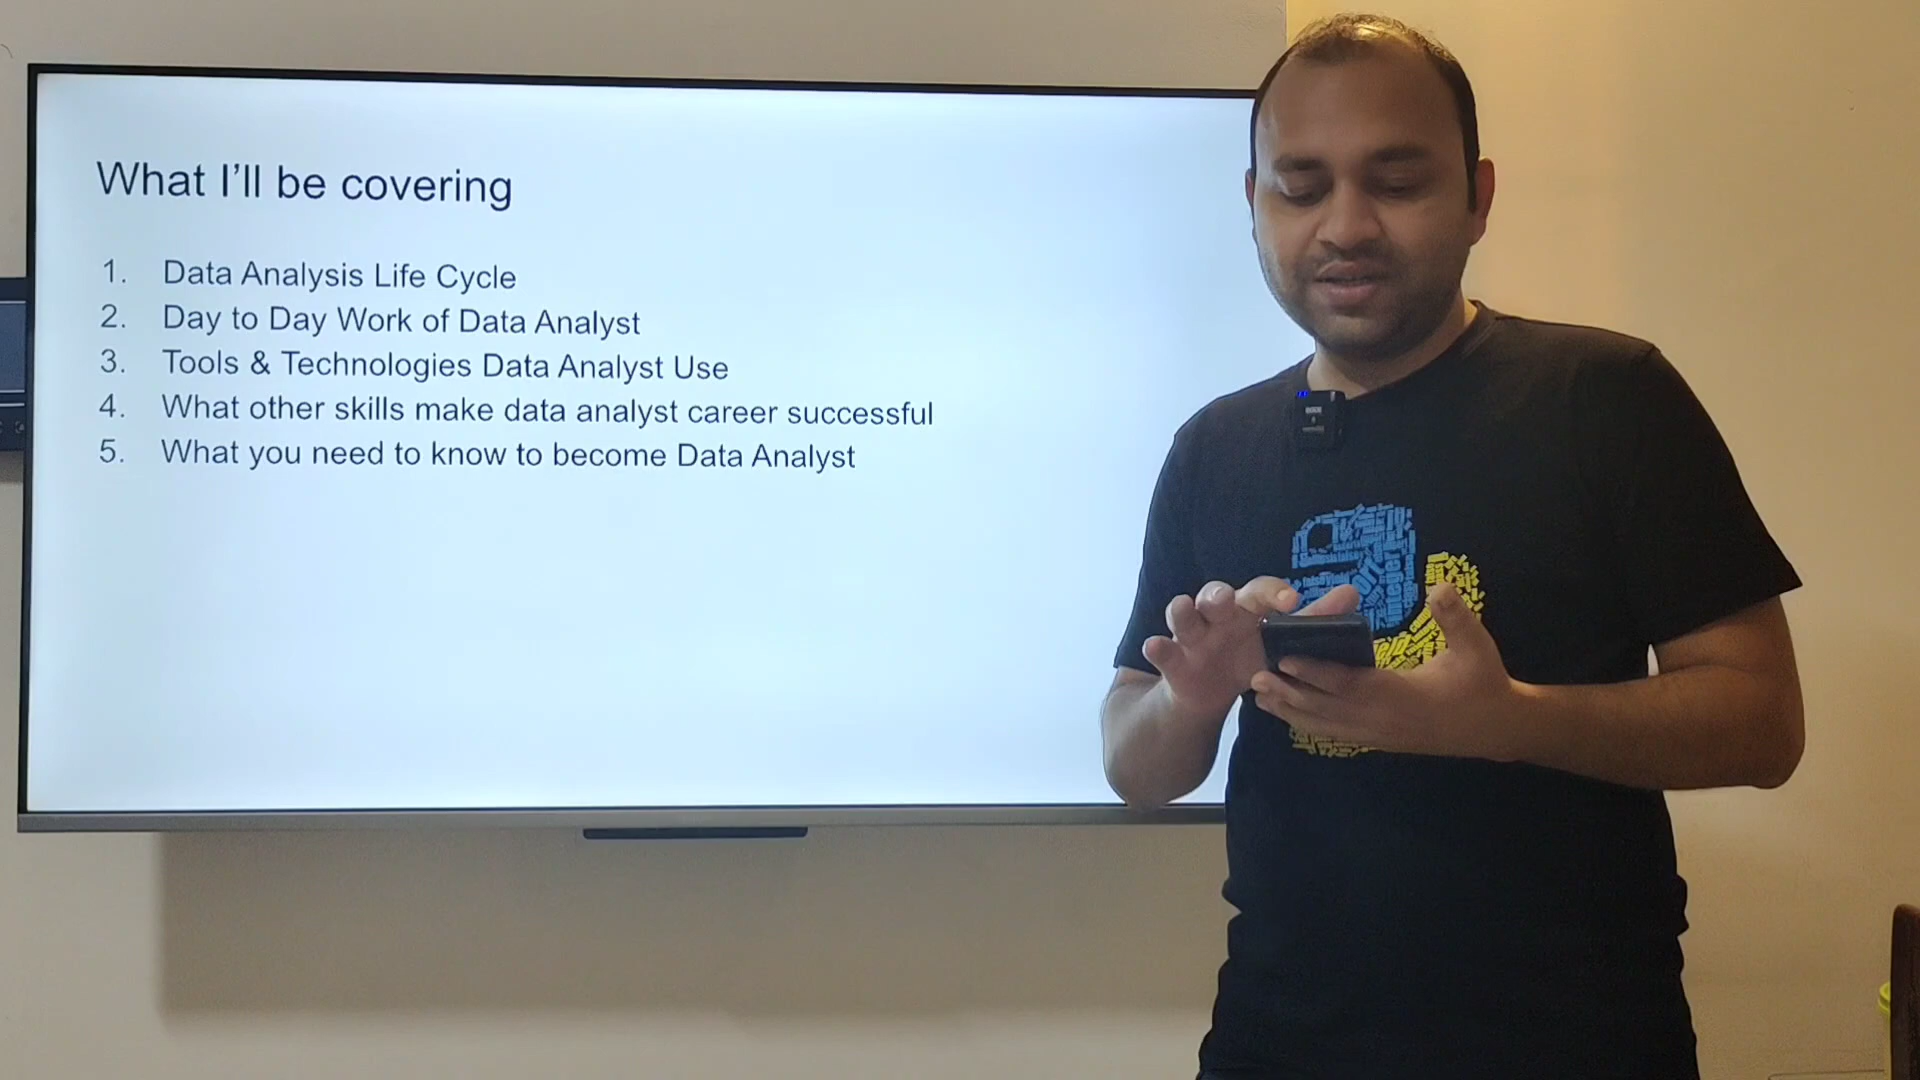 What I'll be covering
1. Data Analysis Life Cycle
2. Day to Day Work of Data Analyst
3. Tools & Technologies Data Analyst Use
4. What other skills make data analyst career successful
5. What you need to know to become Data Analyst